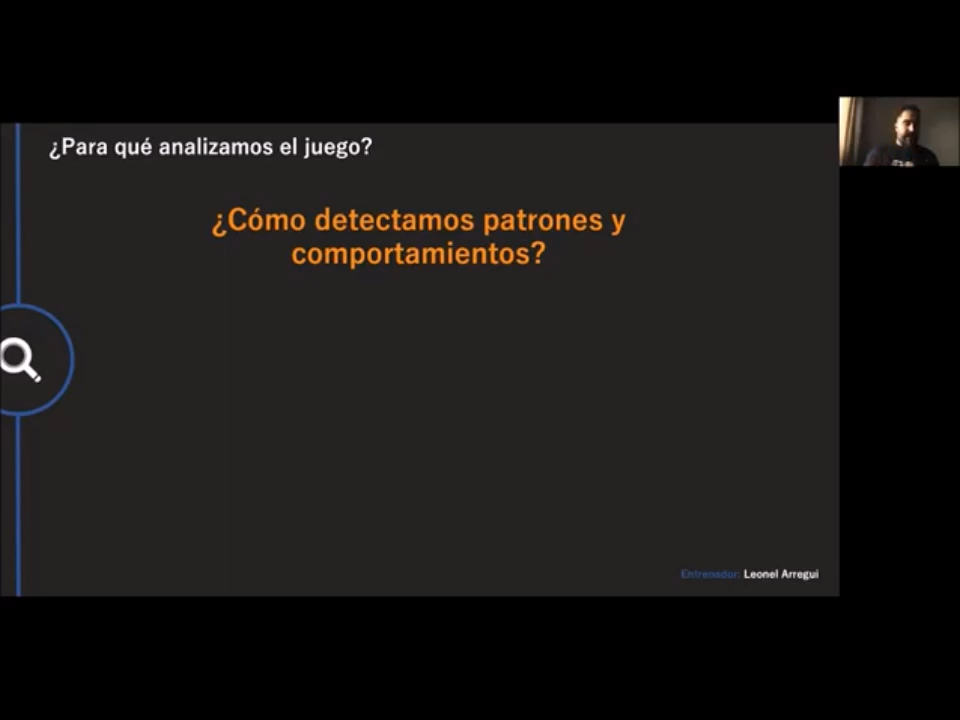 ¿Para qué analizamos el juego?
¿Cómo detectamos patrones y
comportamientos?
Entrenador: Leonel Arregui